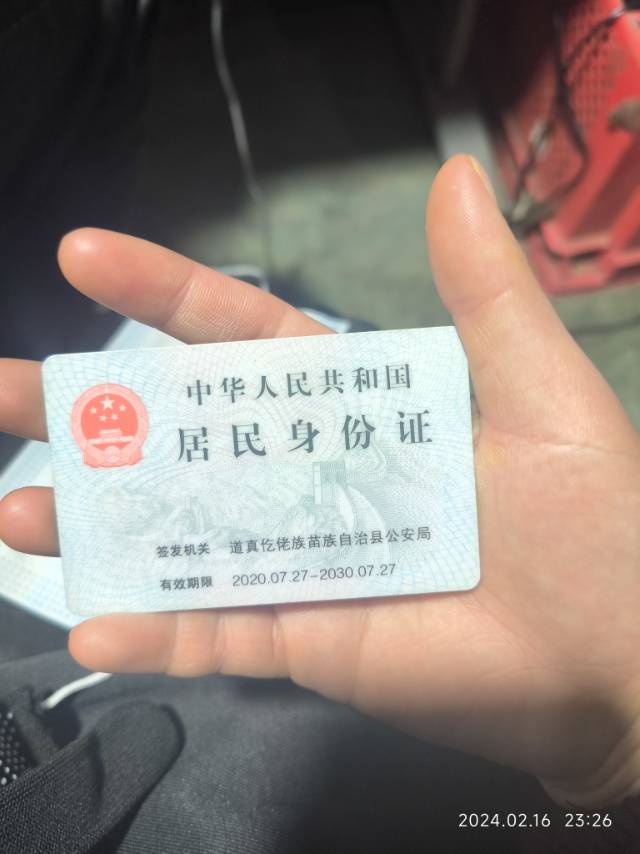 中华人民共和国
居民身份证
签发机关 道真仡佬族苗族自治县公安局
有效期限 2020.07.27-2030.07.27
2024.02.16 23:26